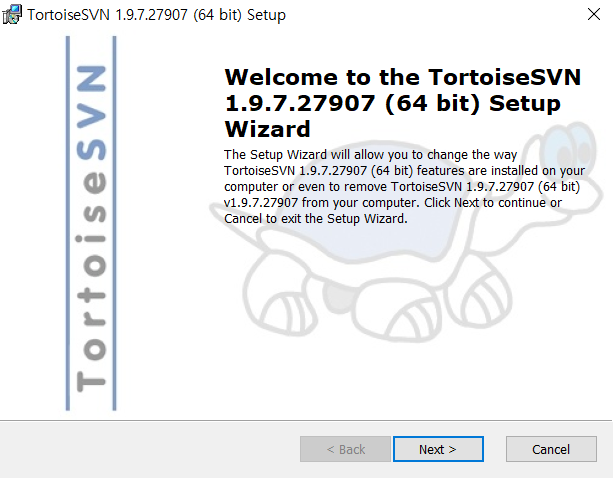 TortoiseSVN 1.9.7.27907 (64 bit) Setup
TortoiseSVN
Welcome to the TortoiseSVN
1.9.7.27907 (64 bit) Setup
Wizard
The Setup Wizard will allow you to change the way
TortoiseSVN 1.9.7.27907 (64 bit) features are installed on your
computer or even to remove TortoiseSVN 1.9.7.27907 (64 bit)
v1.9.7.27907 from your computer. Click Next to continue or
Cancel to exit the Setup Wizard.
< Back
Next >
Cancel